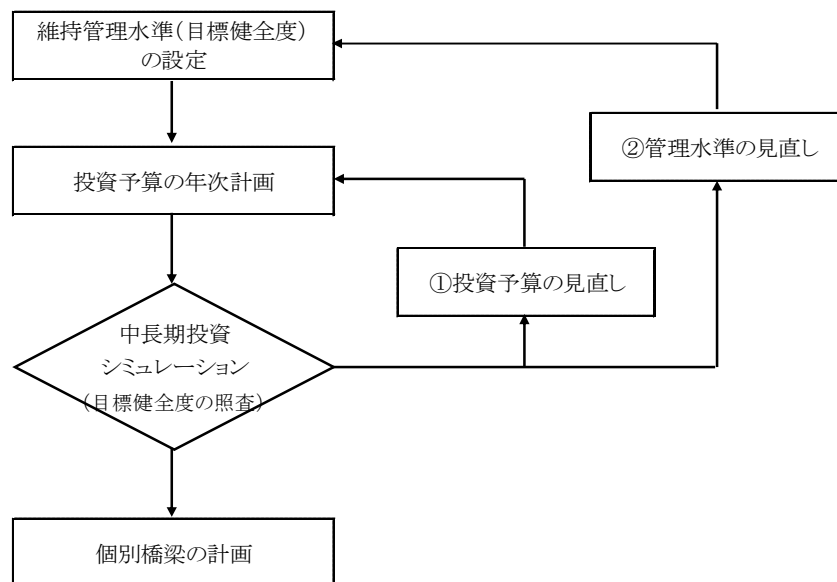 維持管理水準(目標健全度)
の設定
②管理水準の見直し
投資予算の年次計画
①投資予算の見直し
中長期投資
シミュレーション
(目標健全度の照査)
個別橋梁の計画